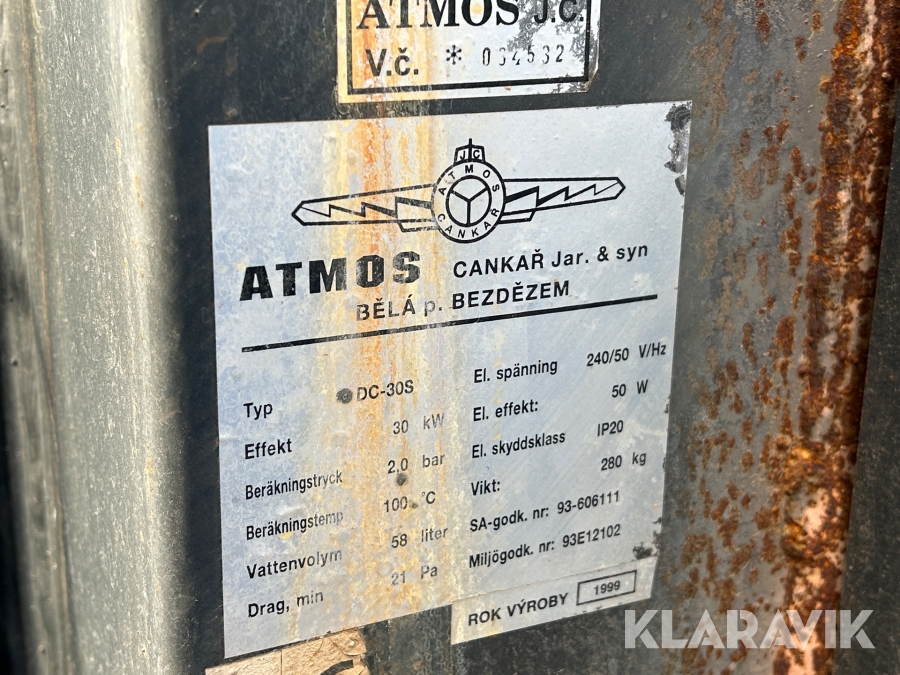 ATMOS J.C.
V.č. * 034532
JC
ATMOS
CANKAŘ
ATMOS CANKAŘ Jar. & syn
BĚLÁ p. BEZDĚZEM
Typ DC-30S
Effekt 30 kW
Beräkningstryck 2,0 bar
Beräkningstemp 100 °C
Vattenvolym 58 liter
Drag, min 21 Pa
El. spänning 240/50 V/Hz
El. effekt: 50 W
El. skyddsklass IP20
Vikt: 280 kg
SA-godk. nr: 93-606111
Miljögodk. nr: 93E12102
ROK VÝROBY 1999
KLARAVIK